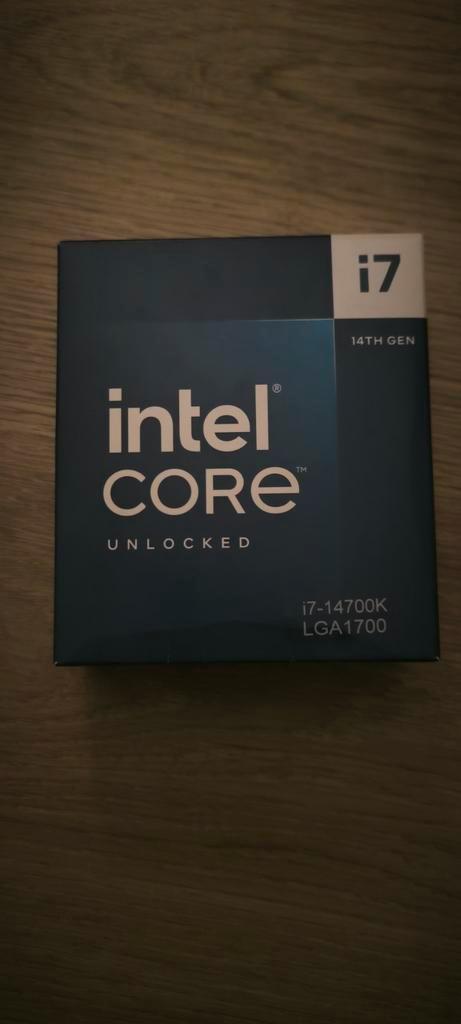 i7
14TH GEN
intel®
CORE™
UNLOCKED
i7-14700K
LGA1700